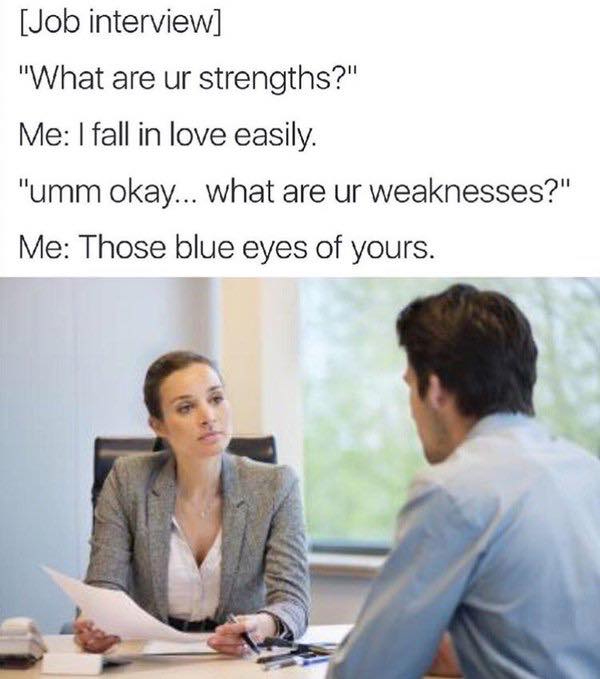 [Job interview]
"What are ur strengths?"
Me: I fall in love easily.
"umm okay... what are ur weaknesses?"
Me: Those blue eyes of yours.